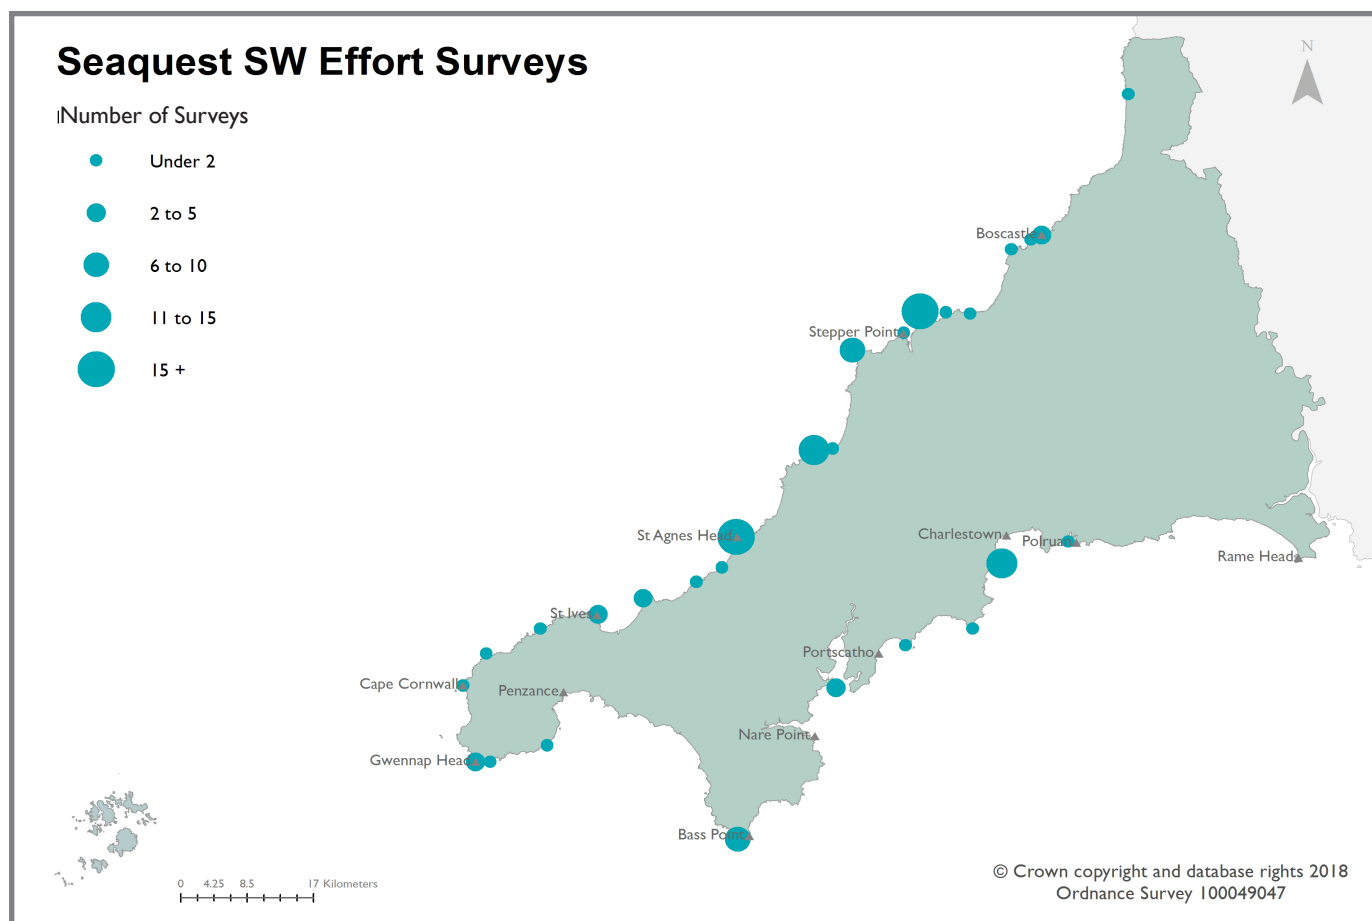 Seaquest SW Effort Surveys
Number of Surveys
Under 2
2 to 5
6 to 10
11 to 15
15 +
N
Boscastle
Stepper Point
St Agnes Head
Charlestown
Polruan
Rame Head
St Ives
Portscatho
Cape Cornwall
Penzance
Nare Point
Gwennap Head
Bass Point
0 4.25 8.5 17 Kilometers
© Crown copyright and database rights 2018
Ordnance Survey 100049047